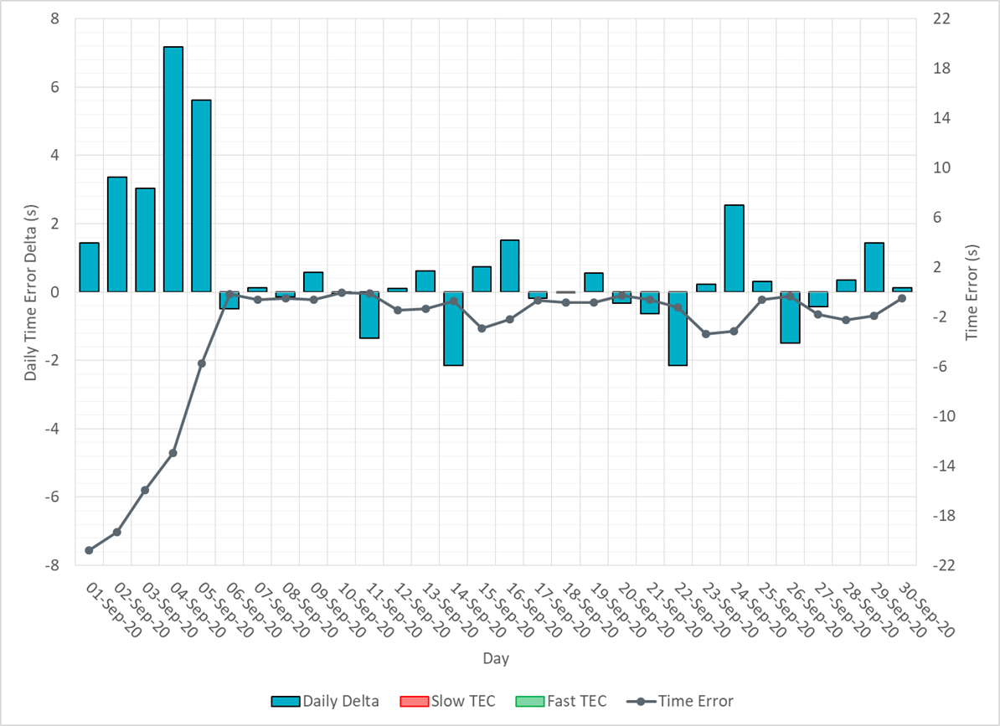 8
6
4
2
0
-2
-4
-6
-8
Daily Time Error Delta (s)
22
18
14
10
6
2
-2
-6
-10
-14
-18
-22
Time Error (s)
01-Sep-20
02-Sep-20
03-Sep-20
04-Sep-20
05-Sep-20
06-Sep-20
07-Sep-20
08-Sep-20
09-Sep-20
10-Sep-20
11-Sep-20
12-Sep-20
13-Sep-20
14-Sep-20
15-Sep-20
16-Sep-20
17-Sep-20
18-Sep-20
19-Sep-20
20-Sep-20
21-Sep-20
22-Sep-20
23-Sep-20
24-Sep-20
25-Sep-20
26-Sep-20
27-Sep-20
28-Sep-20
29-Sep-20
30-Sep-20
Day
Daily Delta Slow TEC Fast TEC Time Error